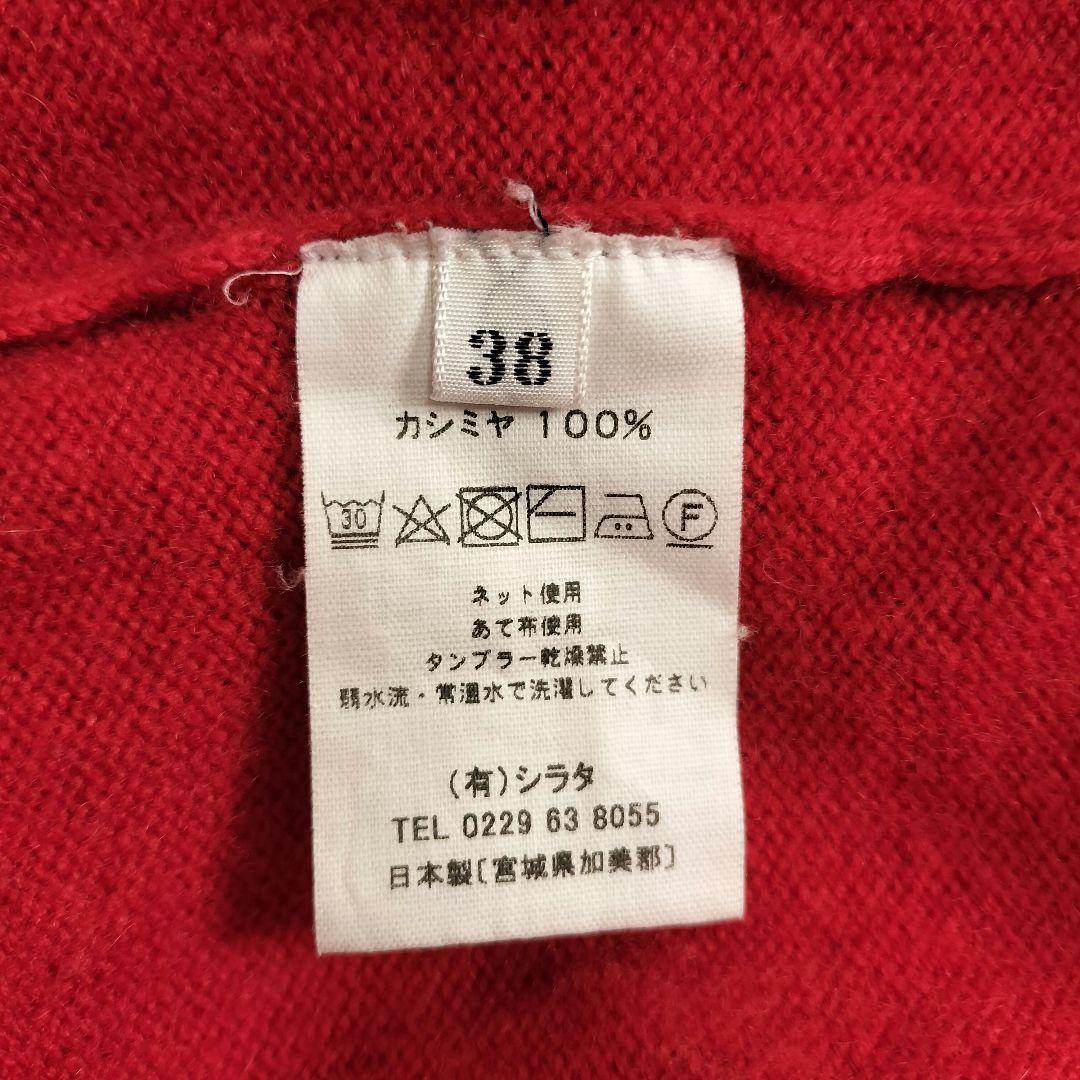 38
カシミヤ 100%
30
F
ネット使用
あて布使用
タンブラー乾燥禁止
弱水流・常温水で洗濯してください
(有)シラタ
TEL 0229 63 8055
日本製[宮城県加美郡]